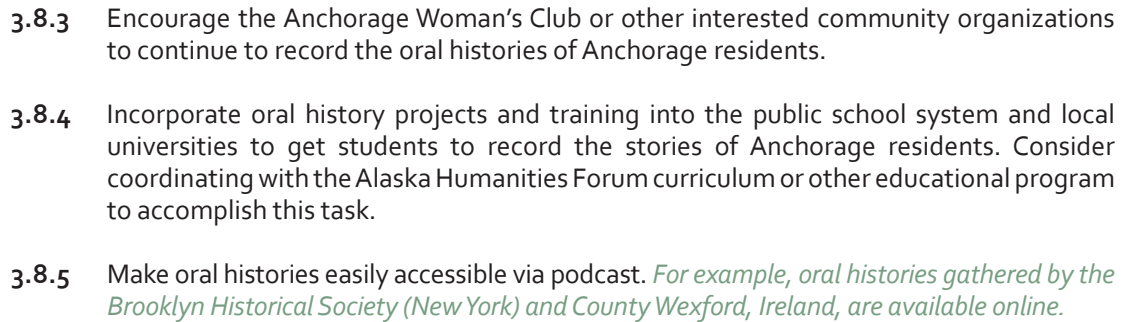 3.8.3 Encourage the Anchorage Woman's Club or other interested community organizations
to continue to record the oral histories of Anchorage residents.
3.8.4 Incorporate oral history projects and training into the public school system and local
universities to get students to record the stories of Anchorage residents. Consider
coordinating with the Alaska Humanities Forum curriculum or other educational program
to accomplish this task.
3.8.5 Make oral histories easily accessible via podcast. For example, oral histories gathered by the
Brooklyn Historical Society (New York) and County Wexford, Ireland, are available online.